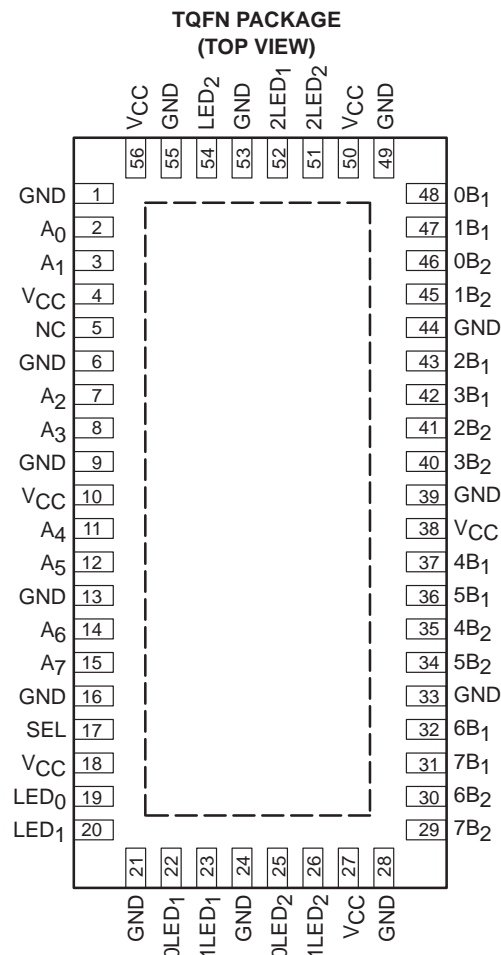 TQFN PACKAGE
(TOP VIEW)
VCC GND LED2 GND 2LED1 2LED2 VCC GND
56 55 54 53 52 51 50 49
GND 1 48 0B1
A0 2 47 1B1
A1 3 46 0B2
VCC 4 45 1B2
NC 5 44 GND
GND 6 43 2B1
A2 7 42 3B1
A3 8 41 2B2
GND 9 40 3B2
VCC 10 39 GND
A4 11 38 VCC
A5 12 37 4B1
GND 13 36 5B1
A6 14 35 4B2
A7 15 34 5B2
GND 16 33 GND
SEL 17 32 6B1
VCC 18 31 7B1
LED0 19 30 6B2
LED1 20 29 7B2
21 22 23 24 25 26 27 28
GND 0LED1 1LED1 GND 0LED2 1LED2 VCC GND